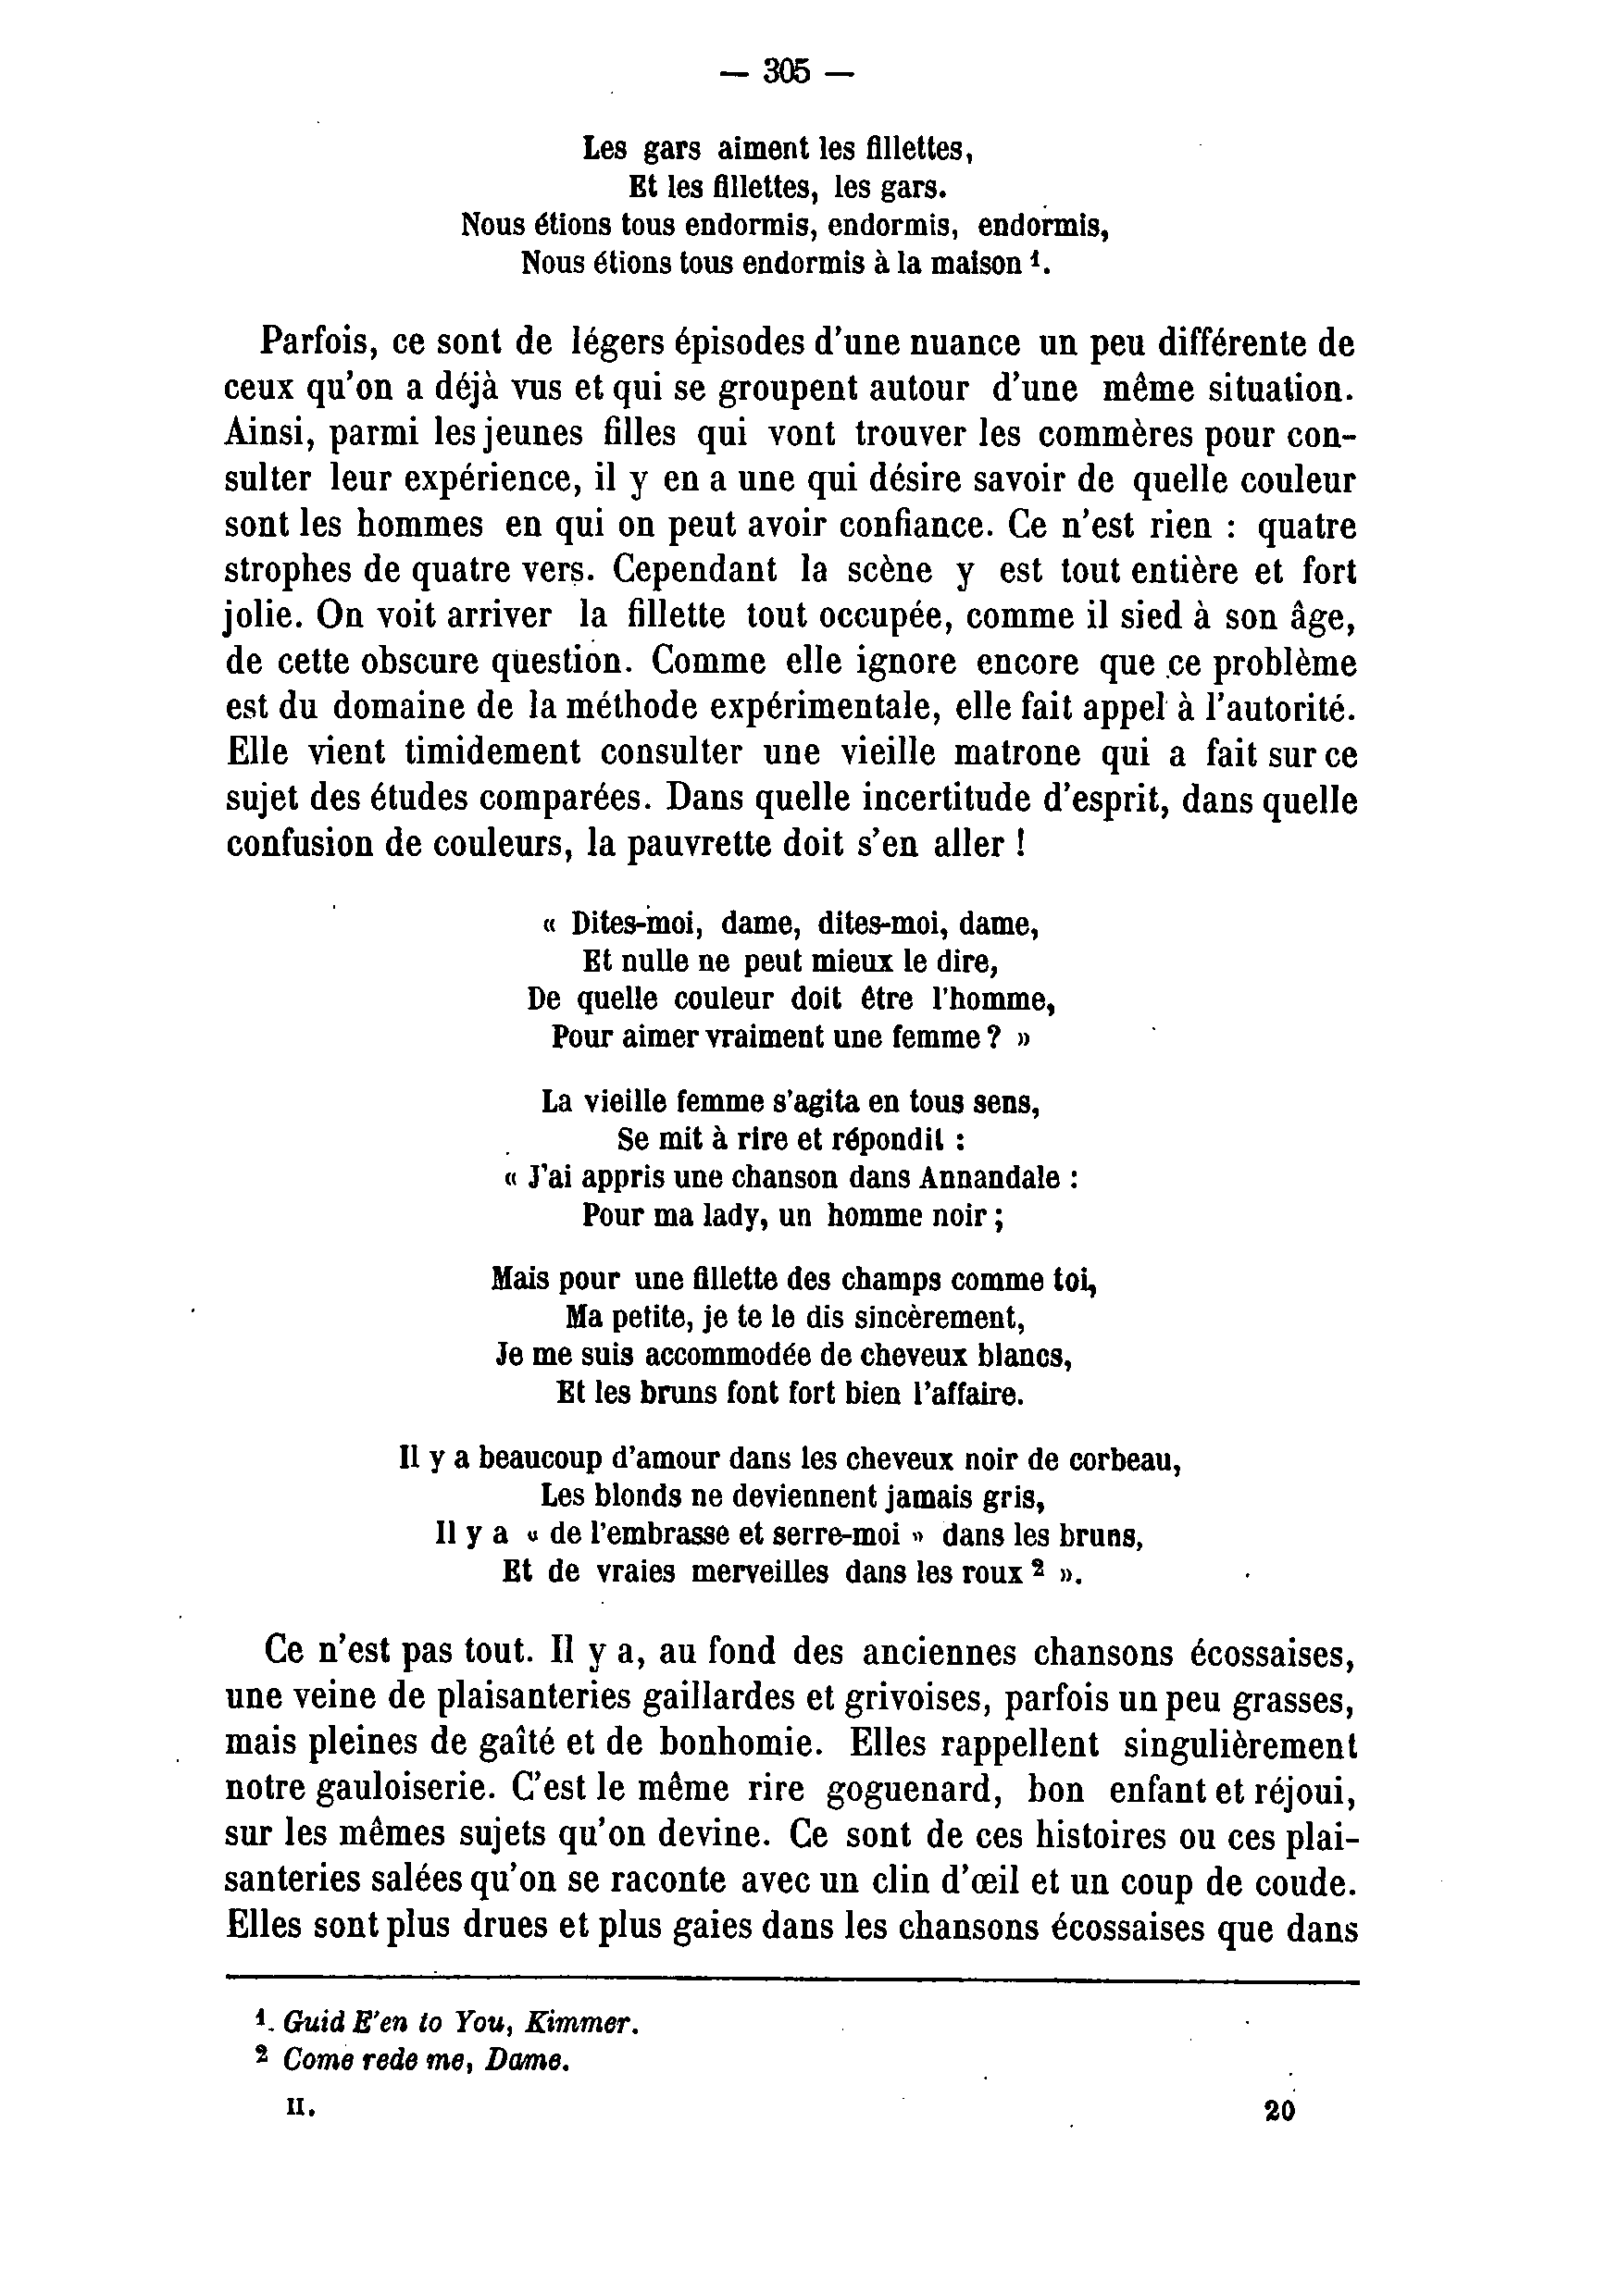 — 305 —
Les gars aiment les fillettes,
Et les fillettes, les gars.
Nous étions tous endormis, endormis, endormis,
Nous étions tous endormis à la maison 1.
Parfois, ce sont de légers épisodes d'une nuance un peu différente de
ceux qu'on a déjà vus et qui se groupent autour d'une même situation.
Ainsi, parmi les jeunes filles qui vont trouver les commères pour con-
sulter leur expérience, il y en a une qui désire savoir de quelle couleur
sont les hommes en qui on peut avoir confiance. Ce n'est rien : quatre
strophes de quatre vers. Cependant la scène y est tout entière et fort
jolie. On voit arriver la fillette tout occupée, comme il sied à son âge,
de cette obscure question. Comme elle ignore encore que ce problème
est du domaine de la méthode expérimentale, elle fait appel à l'autorité.
Elle vient timidement consulter une vieille matrone qui a fait sur ce
sujet des études comparées. Dans quelle incertitude d'esprit, dans quelle
confusion de couleurs, la pauvrette doit s'en aller !
« Dites-moi, dame, dites-moi, dame,
Et nulle ne peut mieux le dire,
De quelle couleur doit être l'homme,
Pour aimer vraiment une femme ? »
La vieille femme s'agita en tous sens,
Se mit à rire et répondit :
« J'ai appris une chanson dans Annandale :
Pour ma lady, un homme noir ;
Mais pour une fillette des champs comme toi,
Ma petite, je te le dis sincèrement,
Je me suis accommodée de cheveux blancs,
Et les bruns font fort bien l'affaire.
Il y a beaucoup d'amour dans les cheveux noir de corbeau,
Les blonds ne deviennent jamais gris,
Il y a « de l'embrasse et serre-moi » dans les bruns,
Et de vraies merveilles dans les roux 2 ».
Ce n'est pas tout. Il y a, au fond des anciennes chansons écossaises,
une veine de plaisanteries gaillardes et grivoises, parfois un peu grasses,
mais pleines de gaîté et de bonhomie. Elles rappellent singulièrement
notre gauloiserie. C'est le même rire goguenard, bon enfant et réjoui,
sur les mêmes sujets qu'on devine. Ce sont de ces histoires ou ces plai-
santeries salées qu'on se raconte avec un clin d'œil et un coup de coude.
Elles sont plus drues et plus gaies dans les chansons écossaises que dans
1. Guid E'en to You, Kimmer.
2 Come rede me, Dame.
II. 20